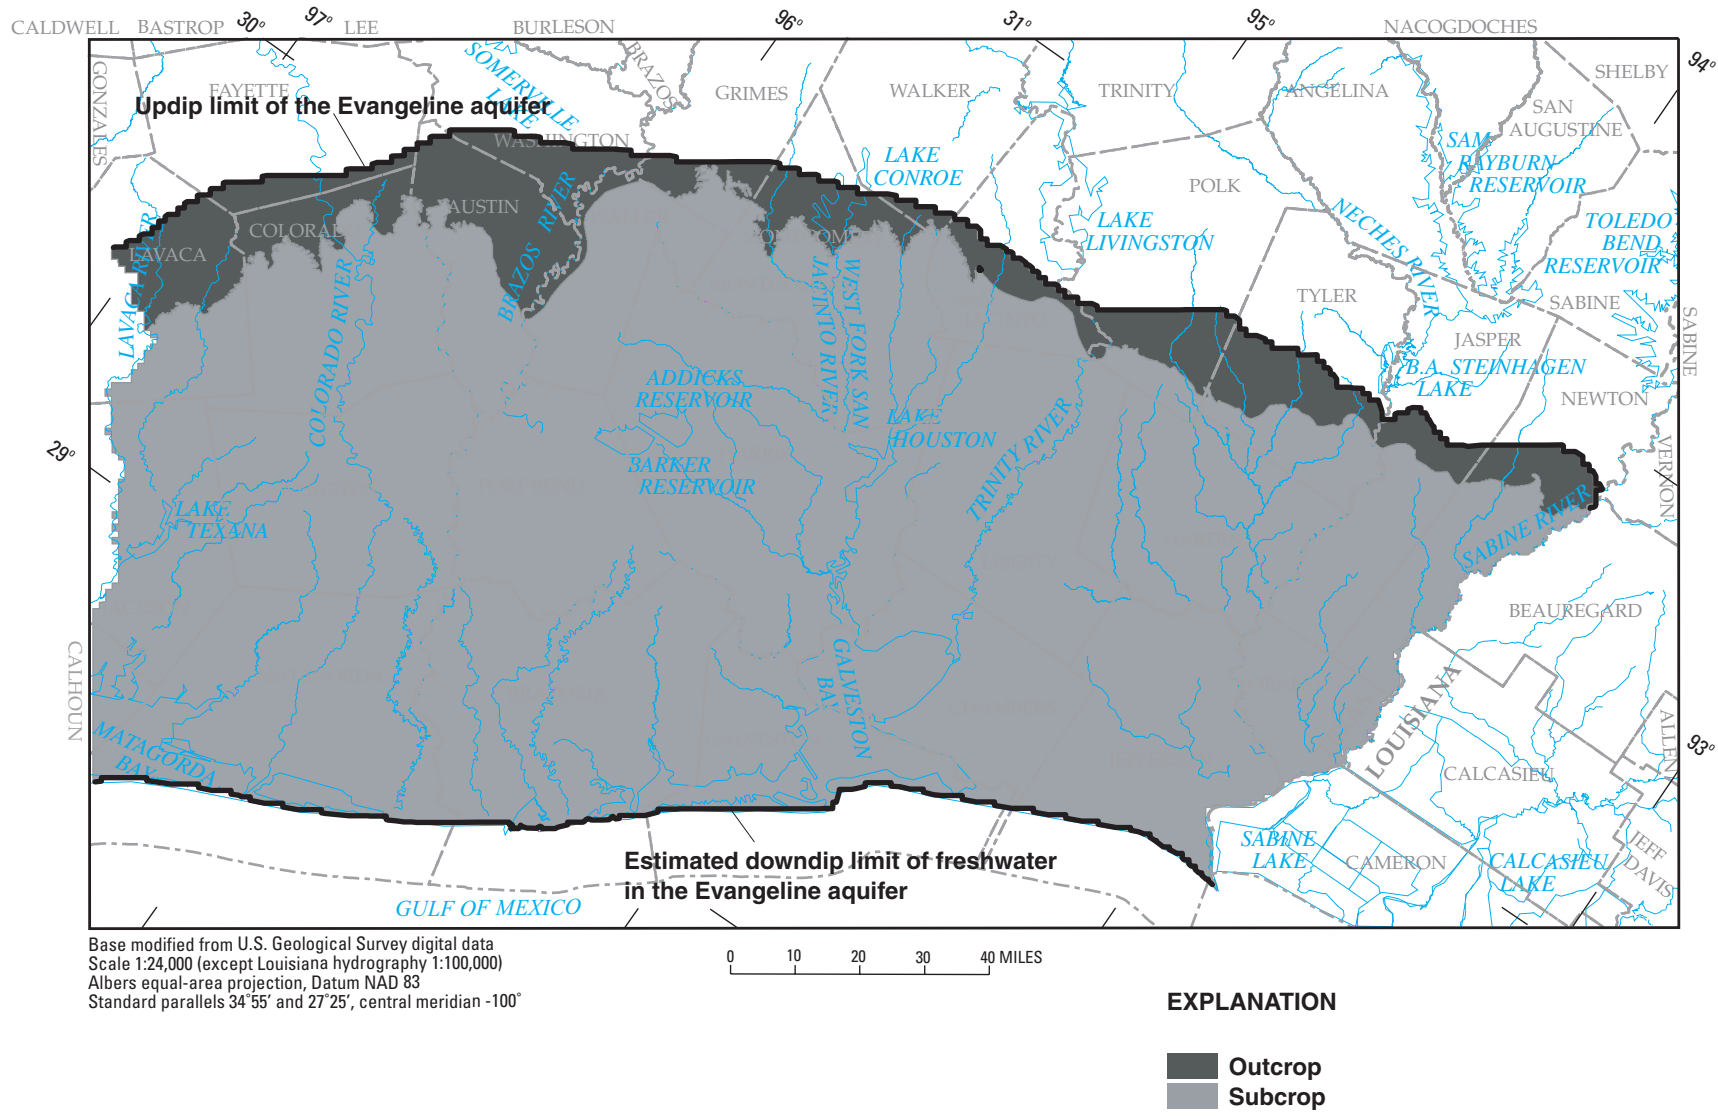 CALDWELL
BASTROP
30°
97°
LEE
BURLESON
96°
31°
95°
NACOGDOCHES
94°
GONZALES
FAYETTE
SOMERVILLE
LAKE
BRAZOS
GRIMES
WALKER
TRINITY
ANGELINA
SHELBY
SAN
AUGUSTINE
Updip limit of the Evangeline aquifer
WASHINGTON
LAKE
CONROE
SAM
RAYBURN
RESERVOIR
POLK
LAKE
LIVINGSTON
NECHES RIVER
TOLEDO
BEND
RESERVOIR
LAVACA
COLORADO
AUSTIN
BRAZOS RIVER
LAVACA RIVER
COLORADO RIVER
WEST FORK SAN
JACINTO RIVER
TYLER
SABINE
SABINE
JASPER
B.A. STEINHAGEN
LAKE
NEWTON
VERNON
ADDICKS
RESERVOIR
LAKE
HOUSTON
TRINITY RIVER
BARKER
RESERVOIR
29°
LAKE
TEXANA
SABINE RIVER
BEAUREGARD
CALHOUN
GALVESTON
BAY
MATAGORDA
BAY
LOUISIANA
ALLEN
93°
CALCASIEU
SABINE
LAKE
CAMERON
CALCASIEU
LAKE
JEFF
DAVIS
Estimated downdip limit of freshwater
in the Evangeline aquifer
GULF OF MEXICO
Base modified from U.S. Geological Survey digital data
Scale 1:24,000 (except Louisiana hydrography 1:100,000)
Albers equal-area projection, Datum NAD 83
Standard parallels 34°55′ and 27°25′, central meridian -100°
0 10 20 30 40 MILES
EXPLANATION
Outcrop
Subcrop